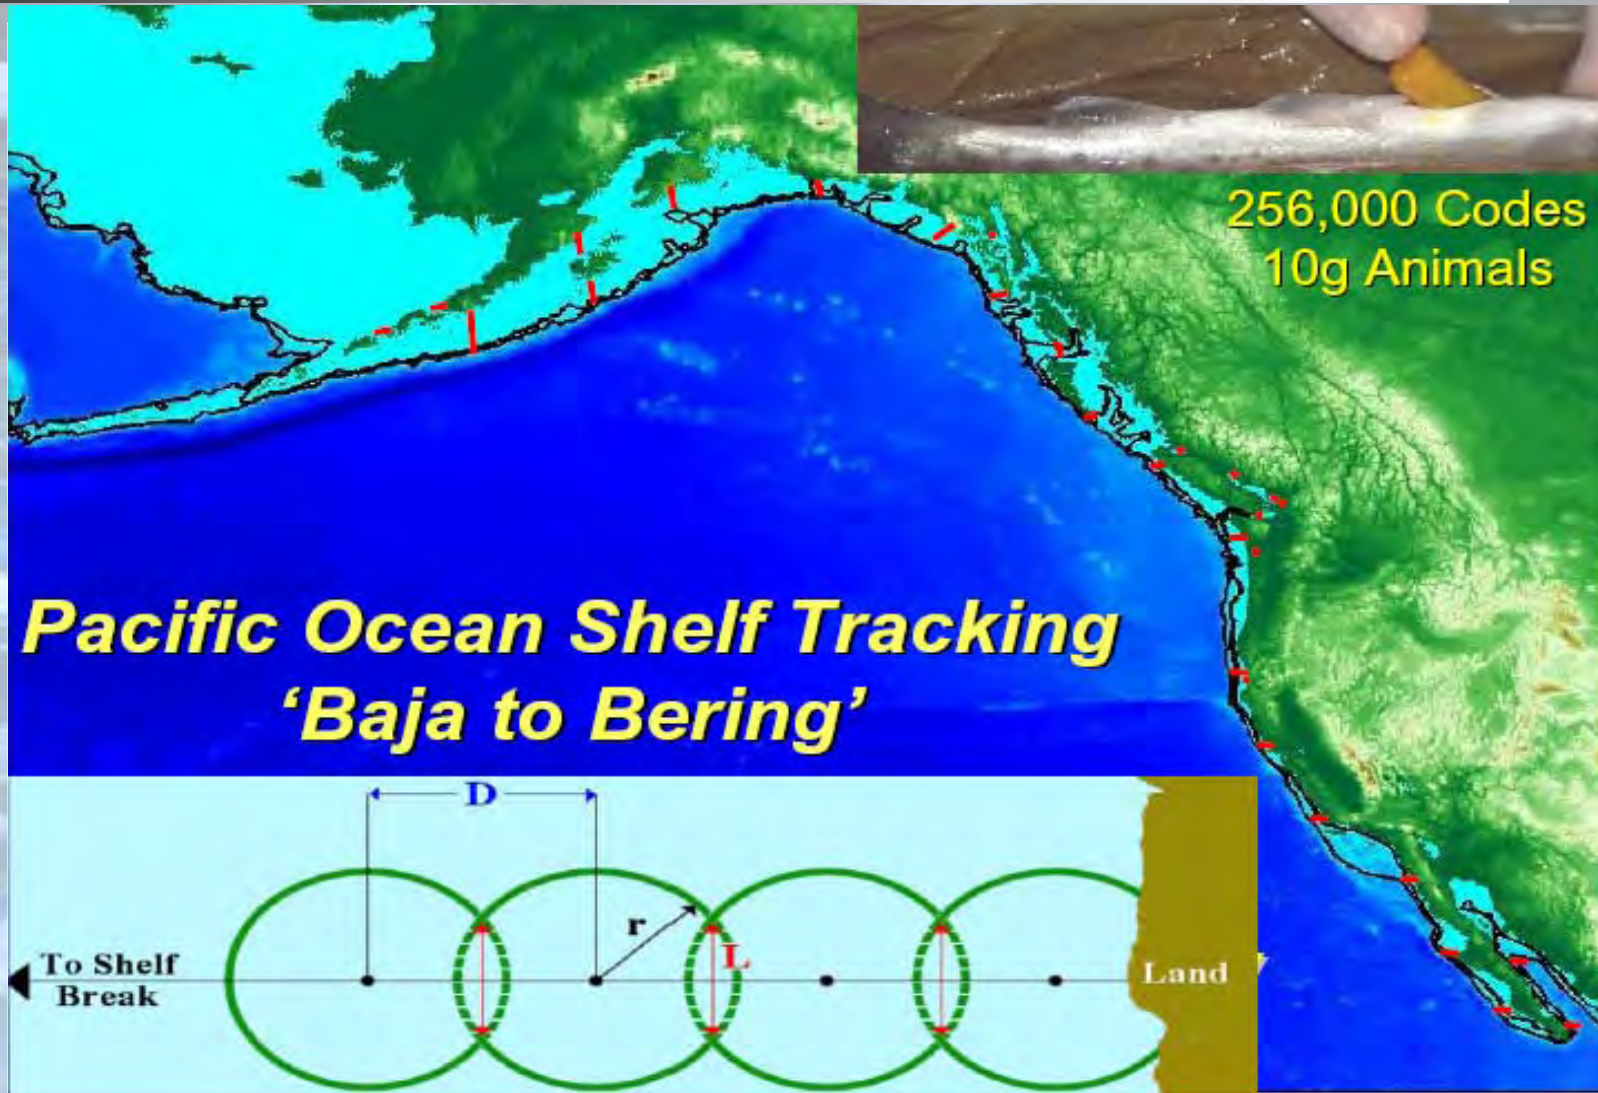 256,000 Codes
10g Animals
Pacific Ocean Shelf Tracking
‘Baja to Bering’
D
r
L
To Shelf
Break
Land